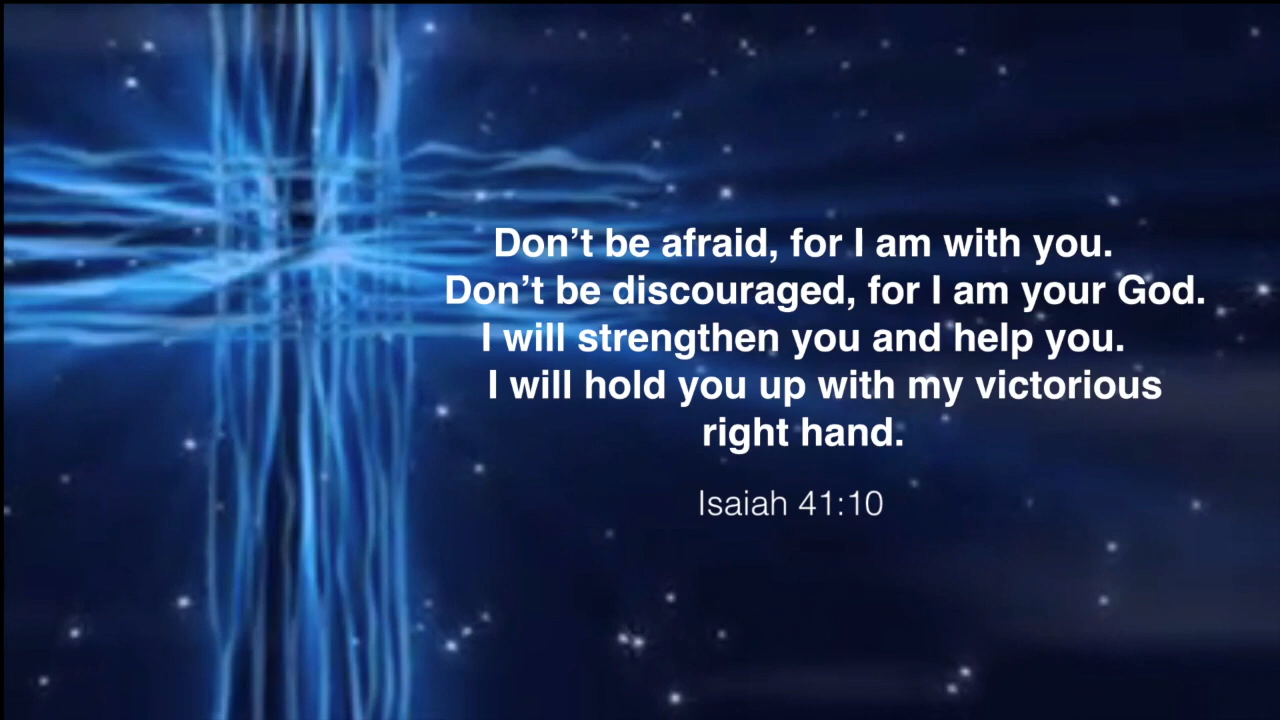 Don’t be afraid, for I am with you.
Don’t be discouraged, for I am your God.
I will strengthen you and help you.
I will hold you up with my victorious
right hand.
Isaiah 41:10